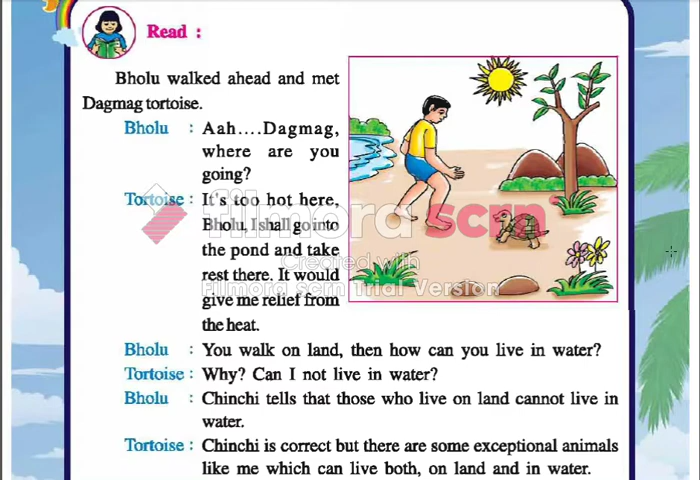 Read :
Bholu walked ahead and met
Dagmag tortoise.
Bholu : Aah....Dagmag,
where are you
going?
Tortoise : It's too hot here,
Bholu, I shall go into
the pond and take
rest there. It would
give me relief from
the heat.
Bholu : You walk on land, then how can you live in water?
Tortoise : Why? Can I not live in water?
Bholu : Chinchi tells that those who live on land cannot live in
water.
Tortoise : Chinchi is correct but there are some exceptional animals
like me which can live both, on land and in water.
filmora scrn
Created with
Filmora scrn Trial Version